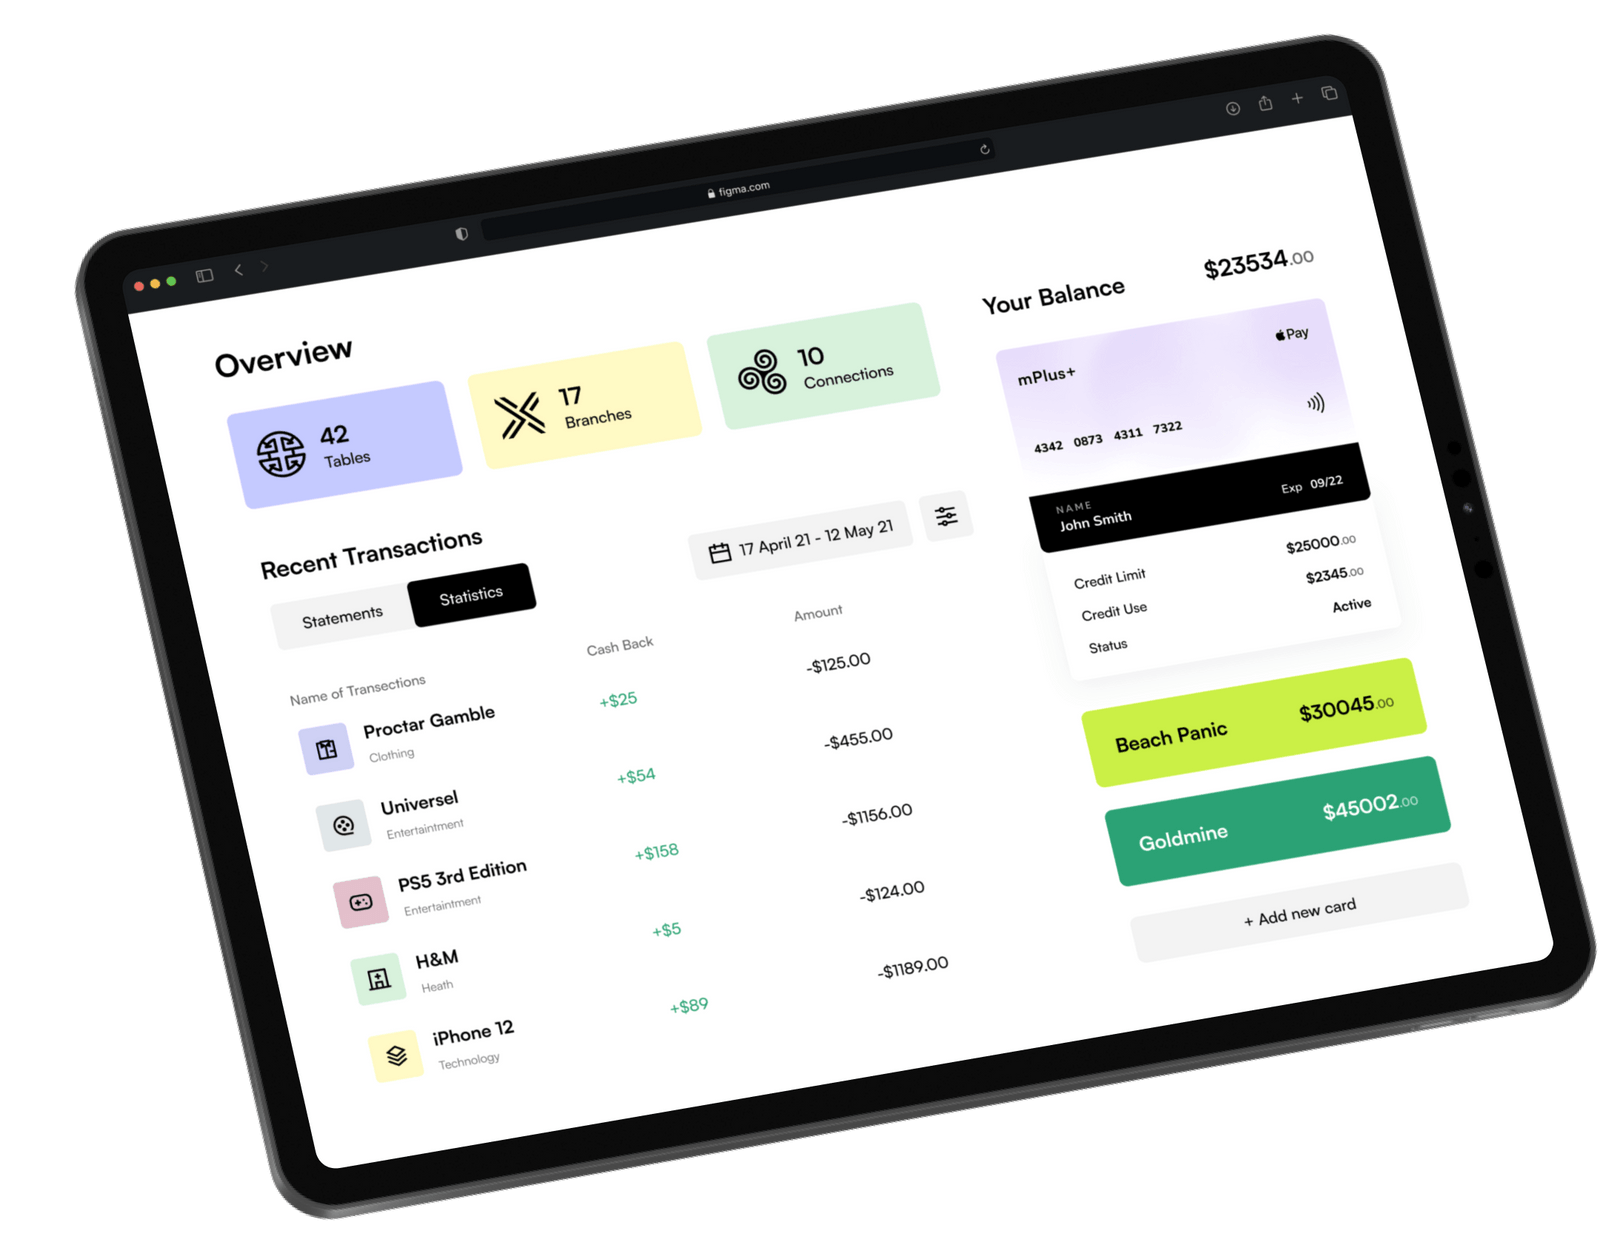 figma.com
Overview
42
Tables
17
Branches
10
Connections
Recent Transactions
17 April 21 - 12 May 21
Statements
Statistics
Name of Transections
Cash Back
Amount
Proctar Gamble
Clothing
+$25
-$125.00
Universel
Entertaintment
+$54
-$455.00
PS5 3rd Edition
Entertaintment
+$158
-$1156.00
H&M
Heath
+$5
-$124.00
iPhone 12
Technology
+$89
-$1189.00
Your Balance
$23534.00
mPlus+
Pay
4342 0873 4311 7322
NAME
John Smith
Exp 09/22
Credit Limit
$25000.00
Credit Use
$2345.00
Status
Active
Beach Panic
$30045.00
Goldmine
$45002.00
+ Add new card